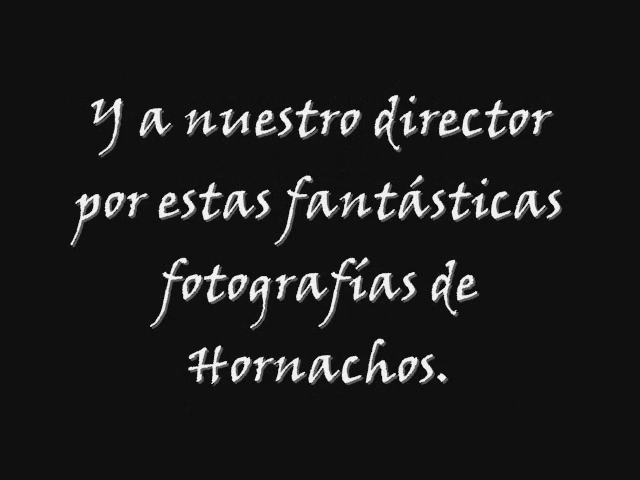 Y a nuestro director
por estas fantásticas
fotografías de
Hornachos.